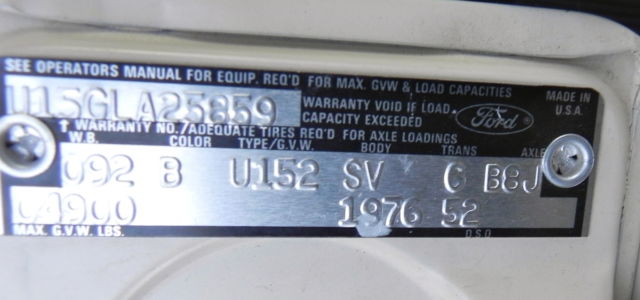 SEE OPERATORS MANUAL FOR EQUIP. REQ'D FOR MAX. GVW & LOAD CAPACITIES
U15GLA25859
WARRANTY VOID IF LOAD
CAPACITY EXCEEDED
Ford
MADE IN
U.S.A.
↑ WARRANTY NO./ADEQUATE TIRES REQ'D FOR AXLE LOADINGS
W.B. COLOR TYPE/G.V.W. BODY TRANS AXLE
092 B U152 SV G B8J
04900 1976 52
MAX. G.V.W. LBS. D.S.O.